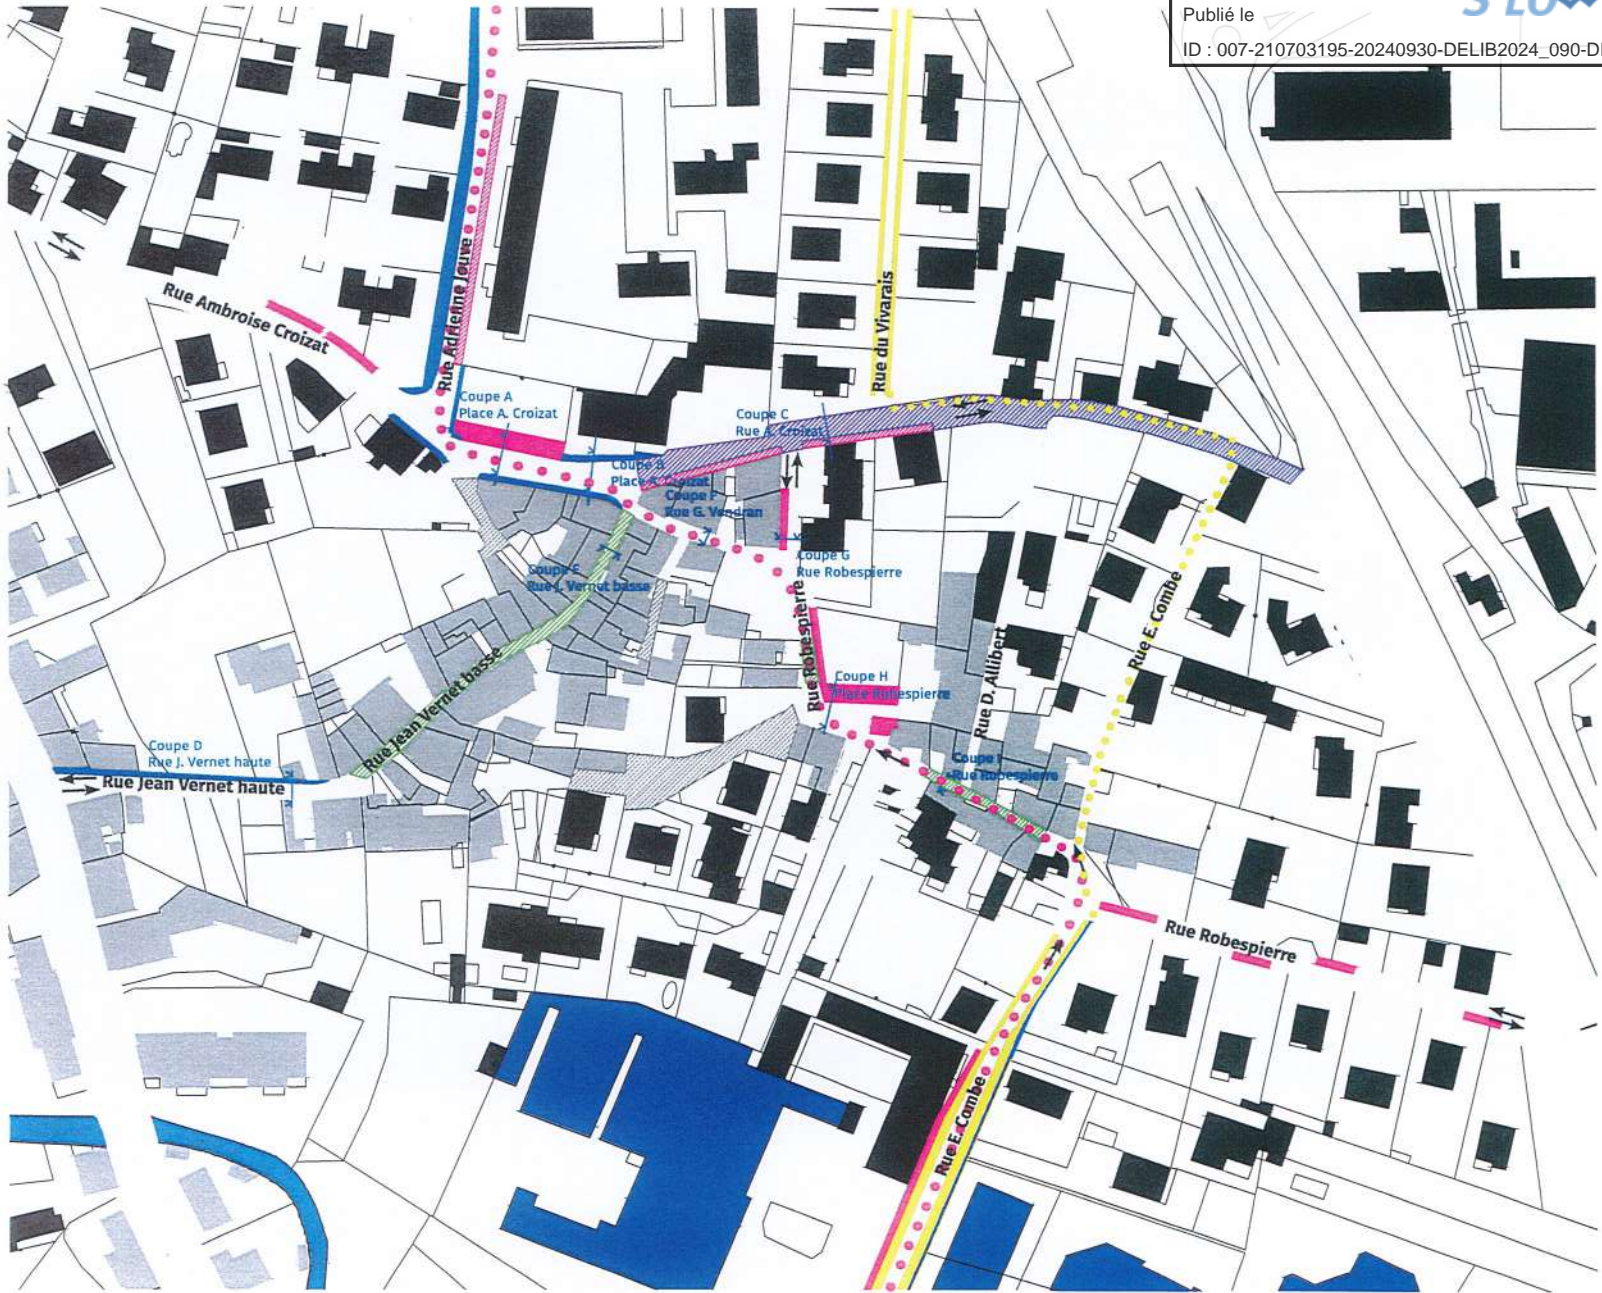 Publié le
S²LO
ID : 007-210703195-20240930-DELIB2024_090-DE
Rue Ambroise Croizat
Rue Adrienne Jouve
Rue du Vivarais
Coupe A
Place A. Croizat
Coupe C
Rue A. Croizat
Coupe B
Place A. Croizat
Coupe F
Rue G. Vendran
Coupe G
Rue Robespierre
Coupe E
Rue J. Vernet basse
Rue Robespierre
Rue E. Combe
Rue D. Allibert
Rue Jean Vernet basse
Coupe H
Place Robespierre
Coupe D
Rue J. Vernet haute
Rue Jean Vernet haute
Coupe I
Rue Robespierre
Rue Robespierre
Rue E. Combe